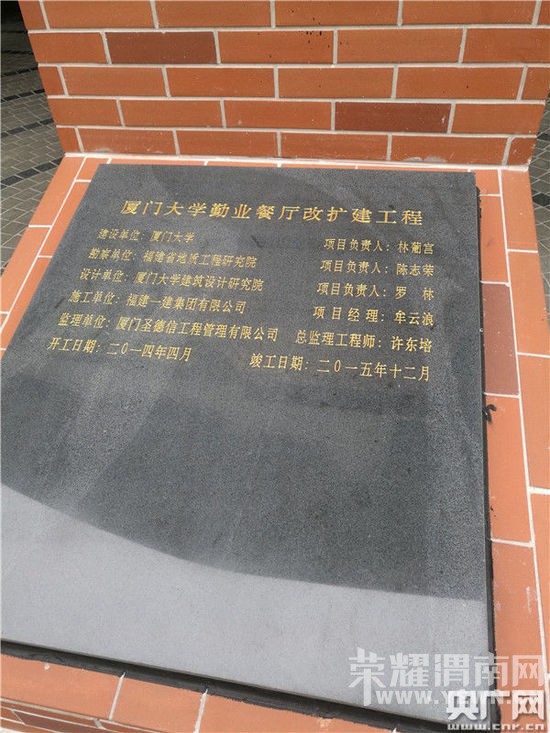 厦门大学勤业餐厅改扩建工程
建设单位：厦门大学 项目负责人：林蔺宫
勘察单位：福建省地质工程研究院 项目负责人：陈志荣
设计单位：厦门大学建筑设计研究院 项目负责人：罗林
施工单位：福建一建集团有限公司 项目经理：牟云浪
监理单位：厦门圣德信工程管理有限公司 总监理工程师：许东培
开工日期：二〇一四年四月 竣工日期：二〇一五年十二月
荣耀渭南网
央广网
www.cnr.cn